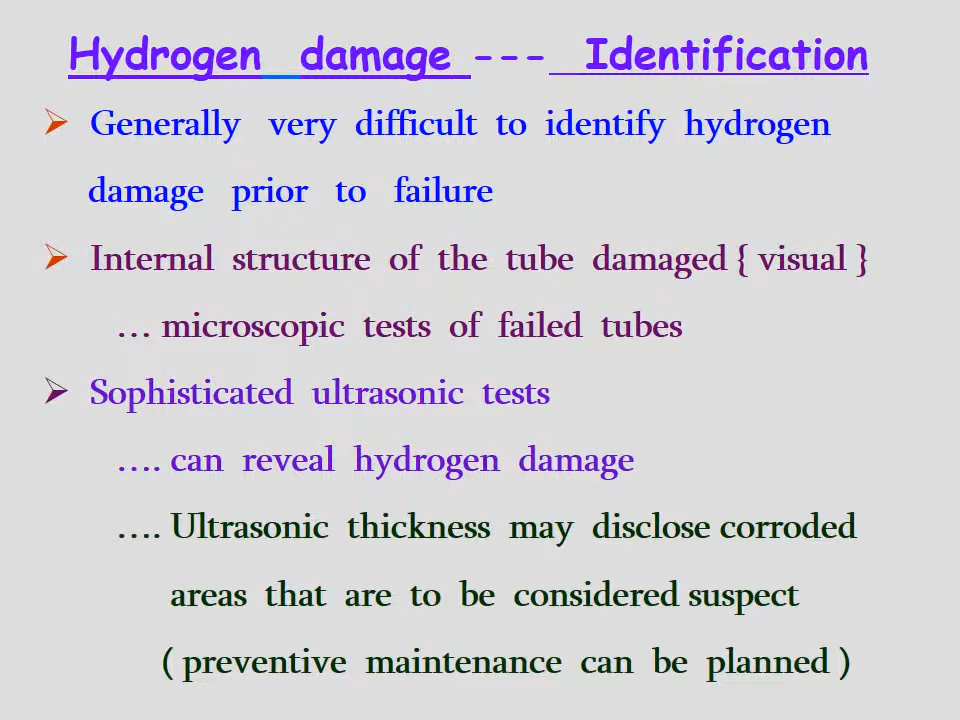 Hydrogen damage --- Identification
Generally very difficult to identify hydrogen
damage prior to failure
Internal structure of the tube damaged { visual }
... microscopic tests of failed tubes
Sophisticated ultrasonic tests
.... can reveal hydrogen damage
.... Ultrasonic thickness may disclose corroded
areas that are to be considered suspect
( preventive maintenance can be planned )